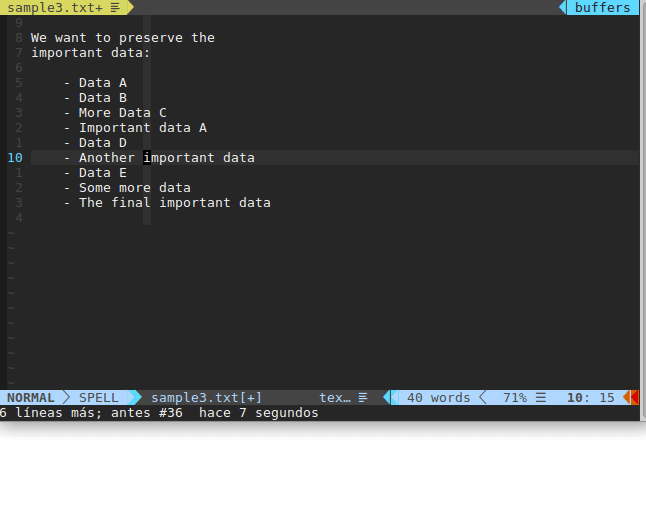 sample3.txt+ buffers
9
8 We want to preserve the
7 important data:
6
5 - Data A
4 - Data B
3 - More Data C
2 - Important data A
1 - Data D
10 - Another important data
1 - Data E
2 - Some more data
3 - The final important data
4
~
~
~
~
~
~
~
~
~
~
~
NORMAL SPELL sample3.txt[+] tex… 40 words 71% ☰ 10: 15
6 líneas más; antes #36 hace 7 segundos